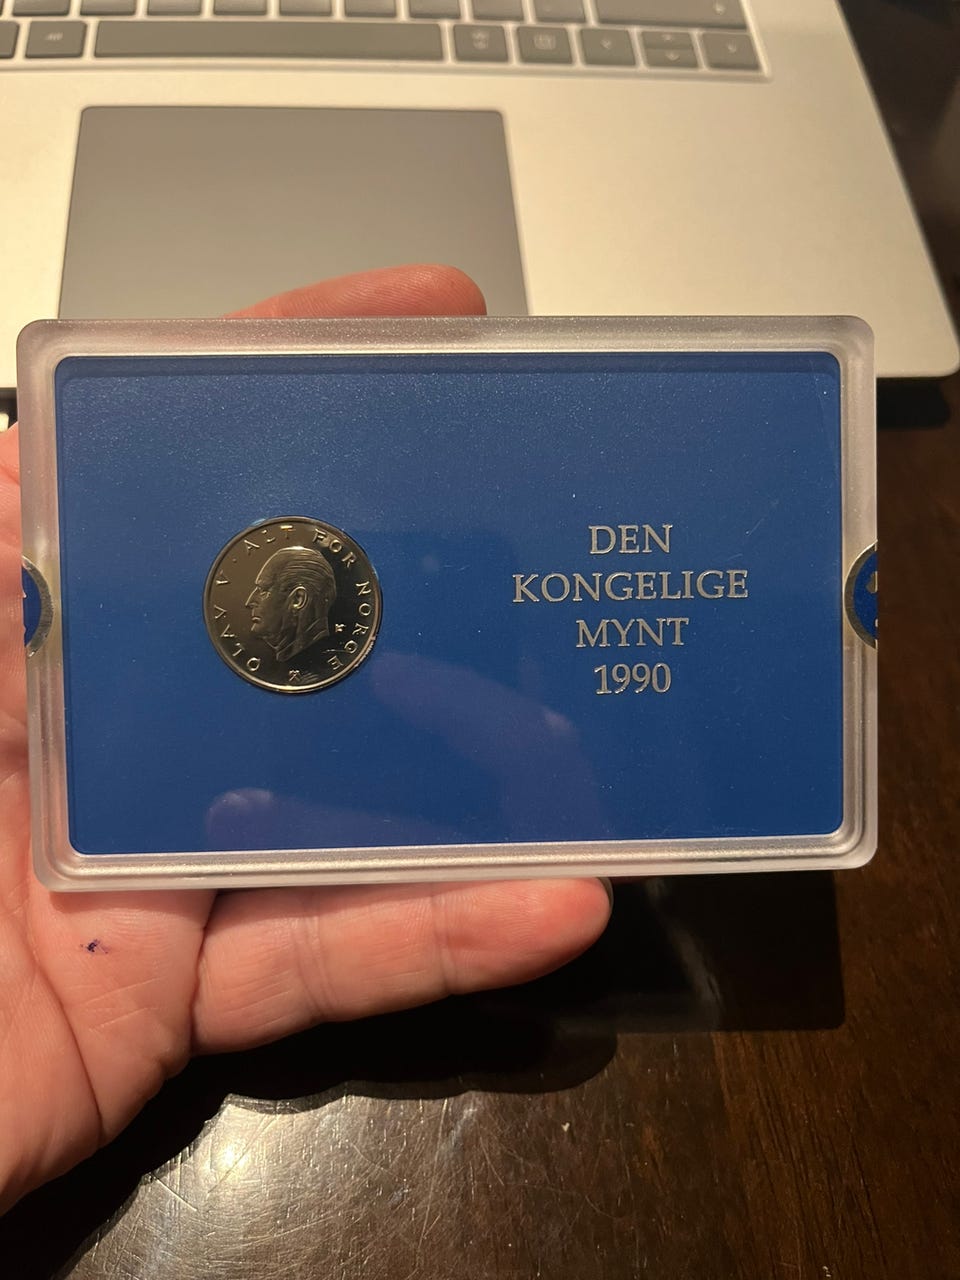 OLAV V · ALT FOR NORGE
K
DEN
KONGELIGE
MYNT
1990